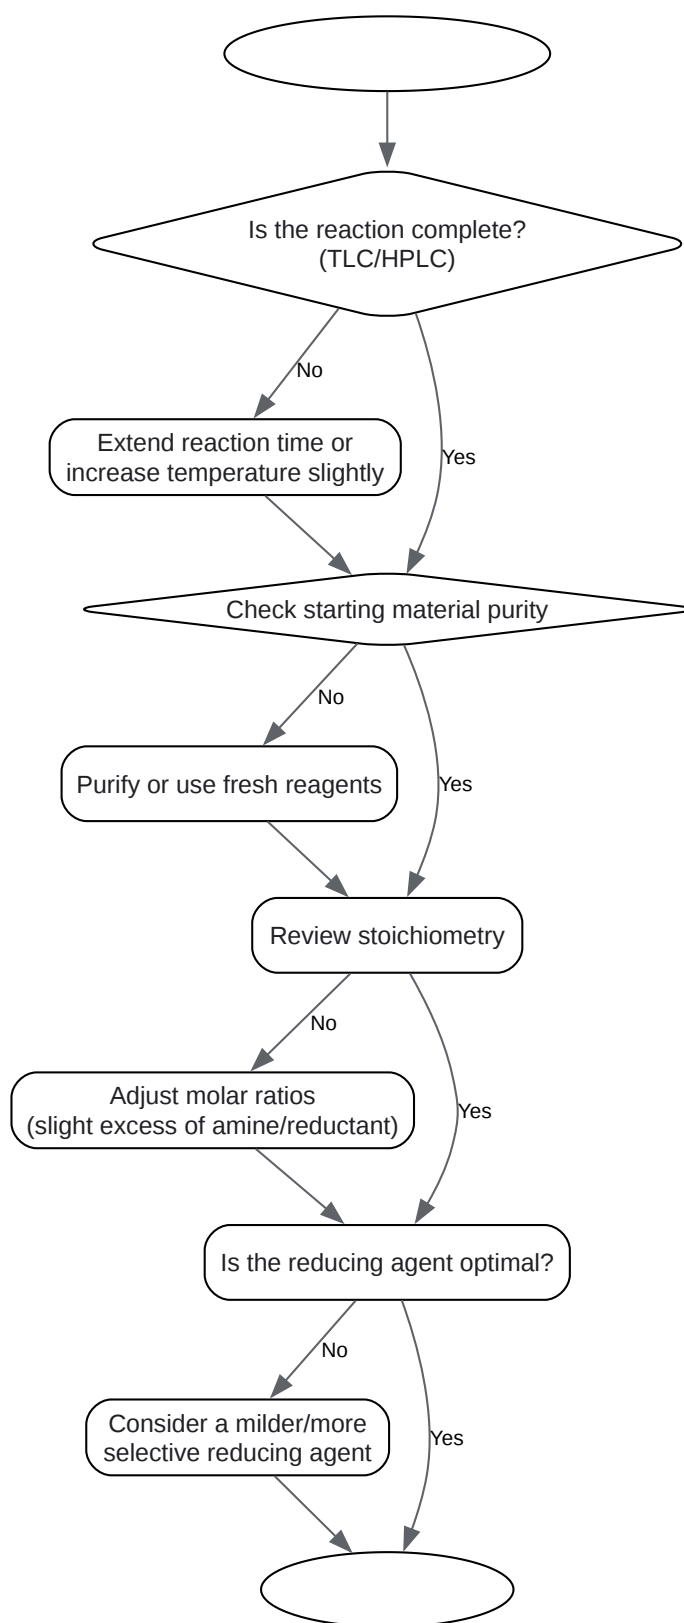 Is the reaction complete?
(TLC/HPLC)
No
Extend reaction time or
increase temperature slightly
Yes
Check starting material purity
No
Purify or use fresh reagents
Yes
Review stoichiometry
No
Adjust molar ratios
(slight excess of amine/reductant)
Yes
Is the reducing agent optimal?
No
Consider a milder/more
selective reducing agent
Yes